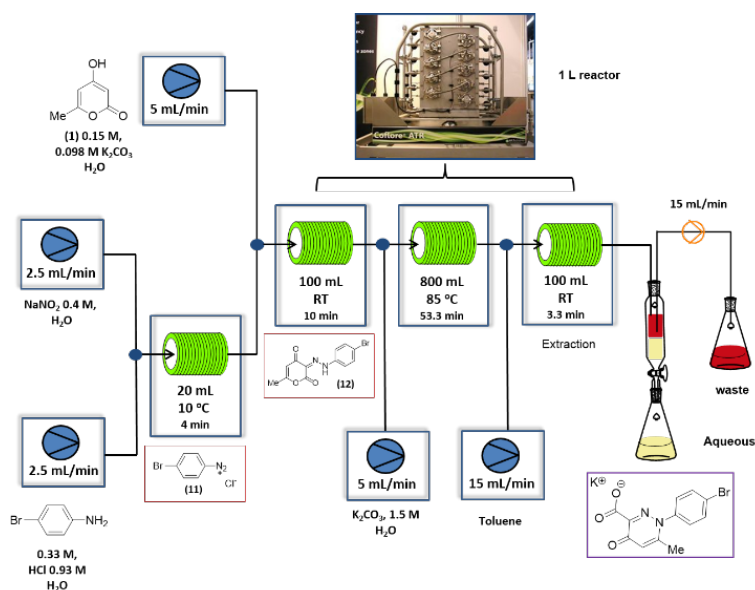 1 L reactor
Coflore ATR
OH
Me
O
O
(1) 0.15 M,
0.098 M K₂CO₃
H₂O
5 mL/min
2.5 mL/min
NaNO₂ 0.4 M,
H₂O
2.5 mL/min
Br
NH₂
0.33 M,
HCl 0.93 M
H₂O
20 mL
10 °C
4 min
Br
N₂
+
Cl⁻
(11)
100 mL
RT
10 min
O
N
N
H
Br
Me
O
O
(12)
800 mL
85 °C
53.3 min
100 mL
RT
3.3 min
Extraction
5 mL/min
K₂CO₃, 1.5 M
H₂O
15 mL/min
Toluene
15 mL/min
waste
Aqueous
K⊕
O
⊖
O
N
N
Br
O
Me